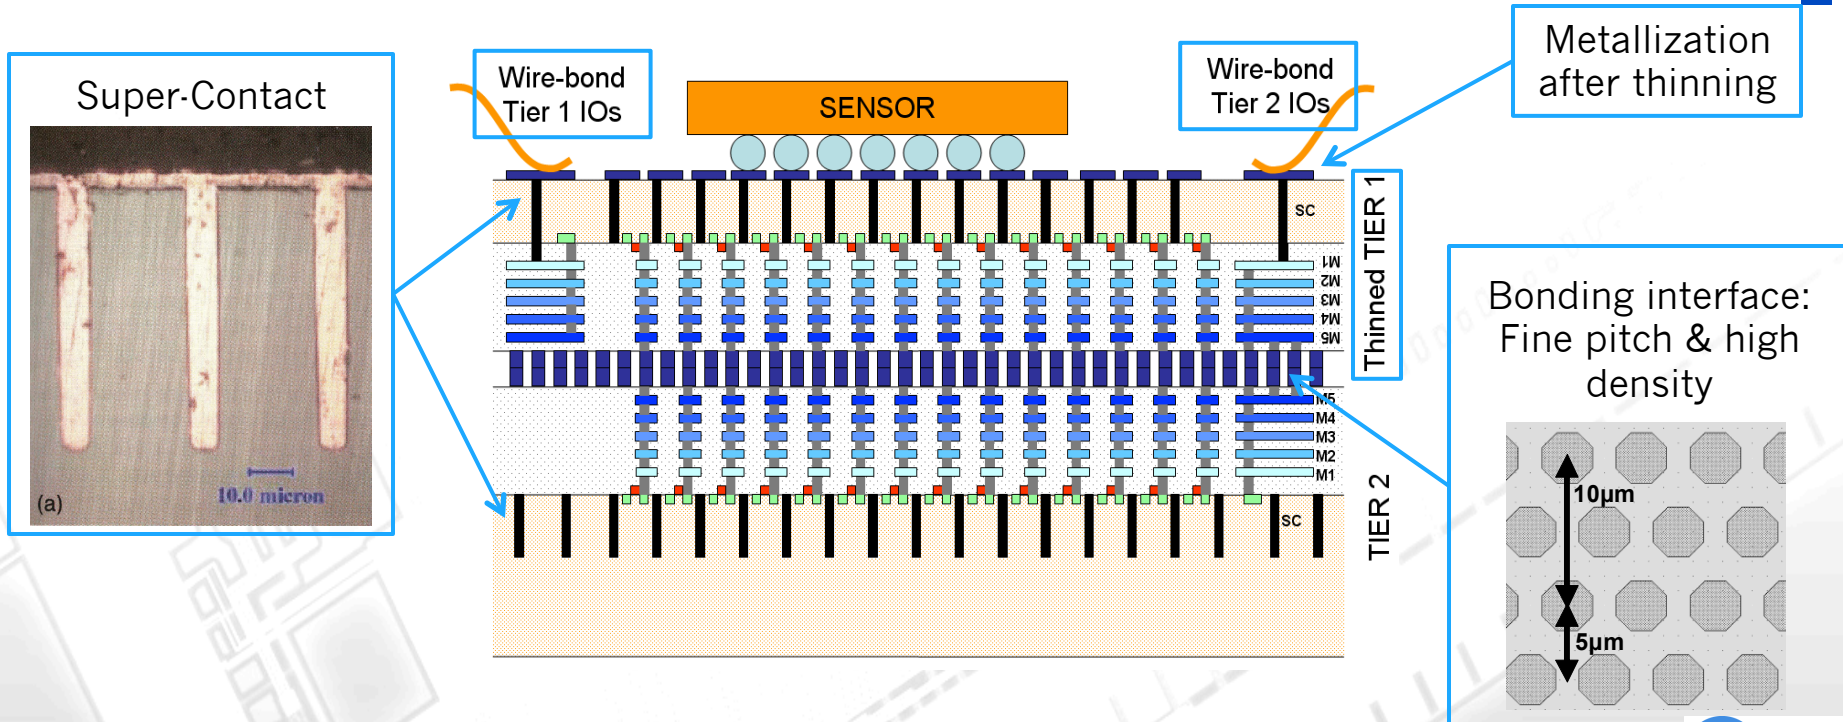 Super-Contact
(a)
10.0 micron
Wire-bond
Tier 1 IOs
SENSOR
Wire-bond
Tier 2 IOs
Metallization
after thinning
SC
M1
M2
M3
M4
M5
Thinned TIER 1
M5
M4
M3
M2
M1
SC
TIER 2
Bonding interface:
Fine pitch & high
density
10µm
5µm